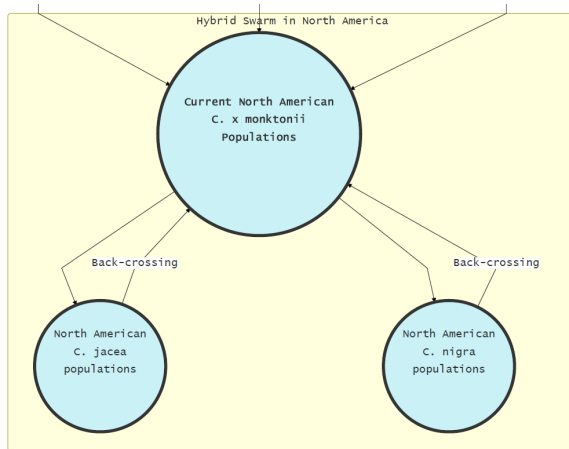 Hybrid Swarm in North America
Current North American
C. x monktonii
Populations
Back-crossing
Back-crossing
North American
C. jacea
populations
North American
C. nigra
populations